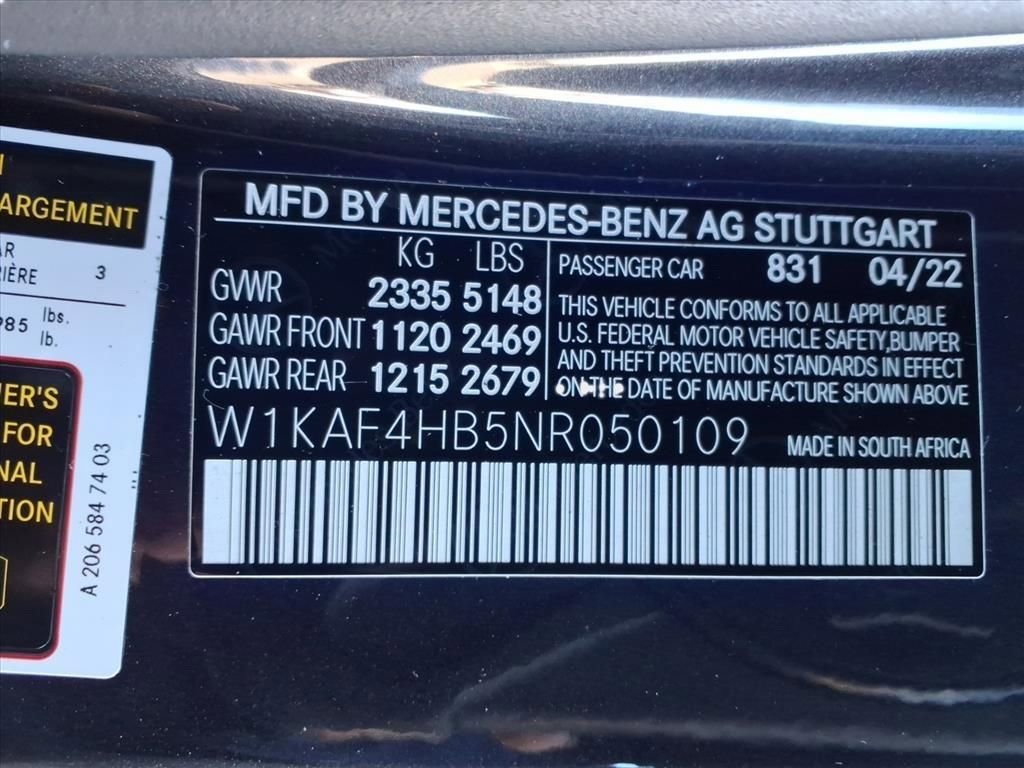 ARGEMENT
3
985 lbs.
lb.
ER'S
FOR
NAL
TION
A 206 584 74 03
MFD BY MERCEDES-BENZ AG STUTTGART
KG LBS
GVWR 2335 5148
GAWR FRONT 1120 2469
GAWR REAR 1215 2679
PASSENGER CAR 831 04/22
THIS VEHICLE CONFORMS TO ALL APPLICABLE
U.S. FEDERAL MOTOR VEHICLE SAFETY,BUMPER
AND THEFT PREVENTION STANDARDS IN EFFECT
ON THE DATE OF MANUFACTURE SHOWN ABOVE
W1KAF4HB5NR050109 MADE IN SOUTH AFRICA